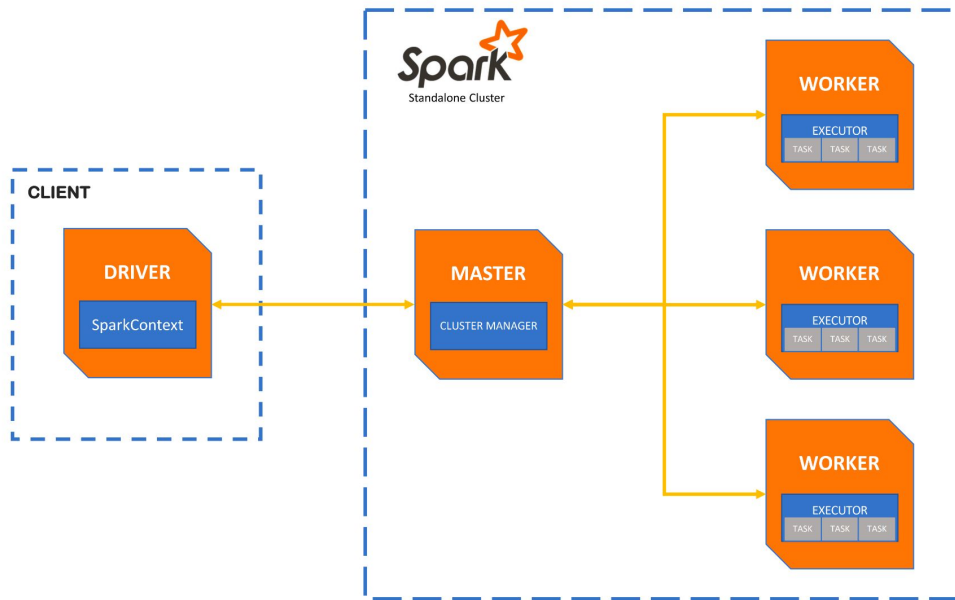 Spark
Standalone Cluster
CLIENT
DRIVER
SparkContext
MASTER
CLUSTER MANAGER
WORKER
EXECUTOR
TASK TASK TASK
WORKER
EXECUTOR
TASK TASK TASK
WORKER
EXECUTOR
TASK TASK TASK